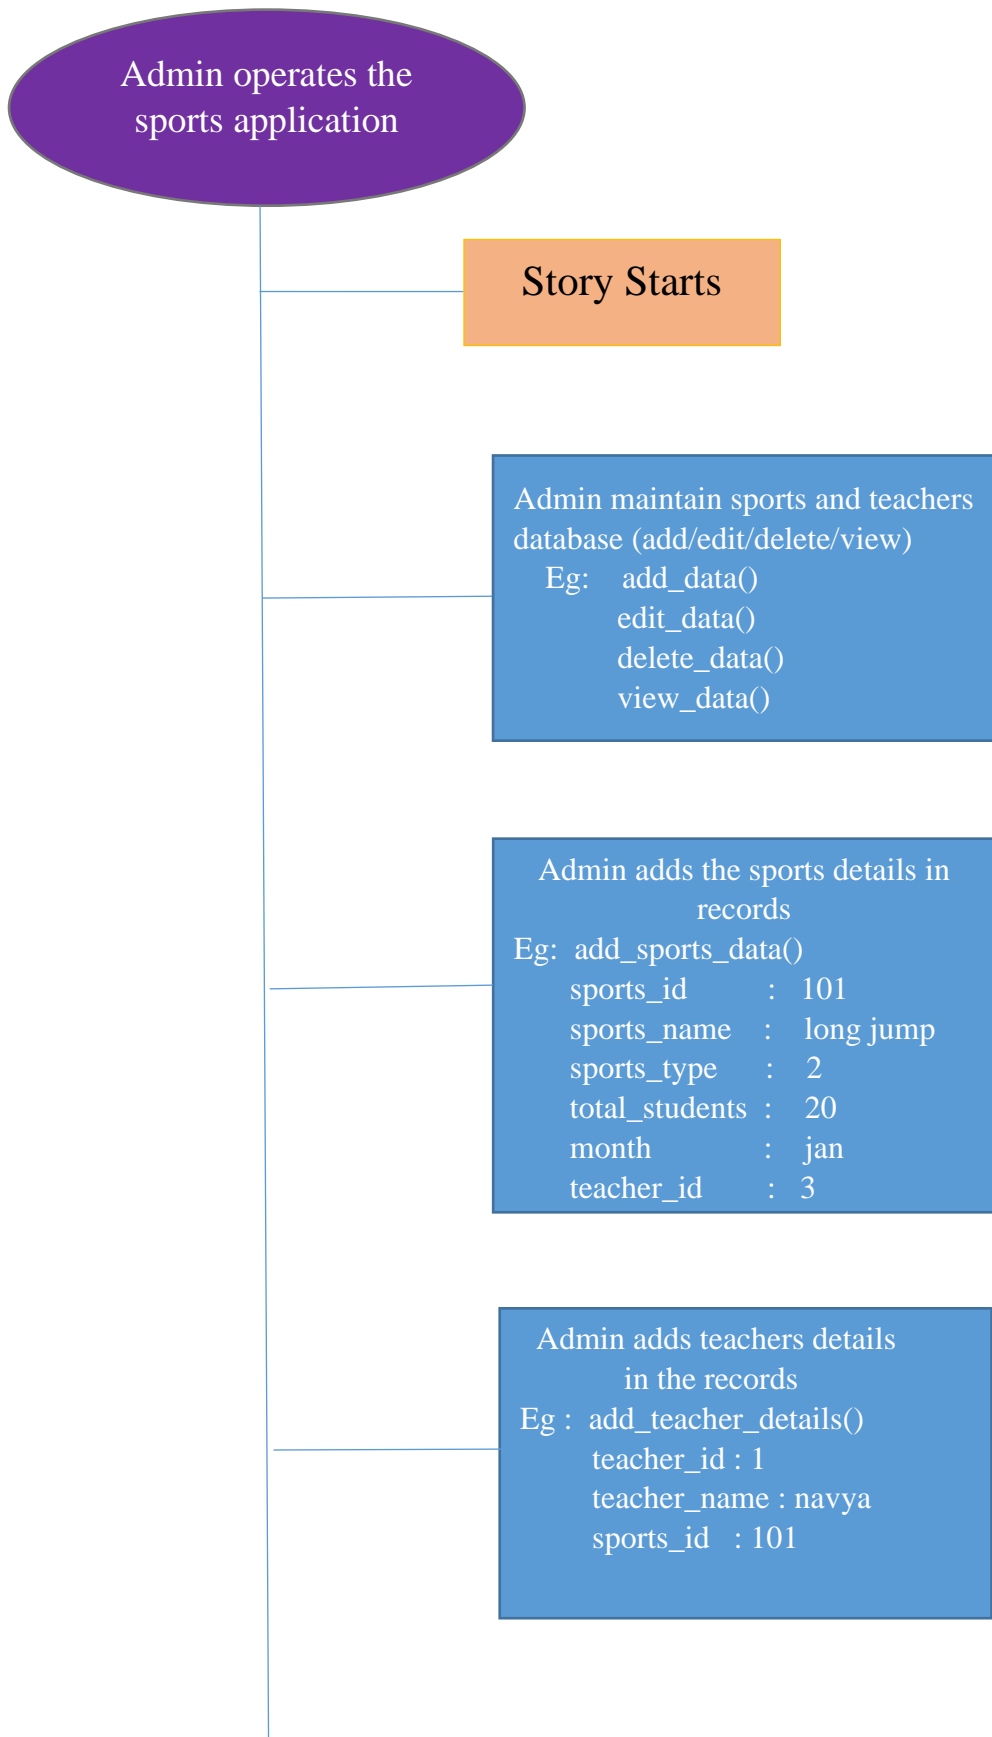 Admin operates the
sports application
Story Starts
Admin maintain sports and teachers
database (add/edit/delete/view)
Eg: add_data()
edit_data()
delete_data()
view_data()
Admin adds the sports details in
records
Eg: add_sports_data()
sports_id : 101
sports_name : long jump
sports_type : 2
total_students : 20
month : jan
teacher_id : 3
Admin adds teachers details
in the records
Eg : add_teacher_details()
teacher_id : 1
teacher_name : navya
sports_id : 101